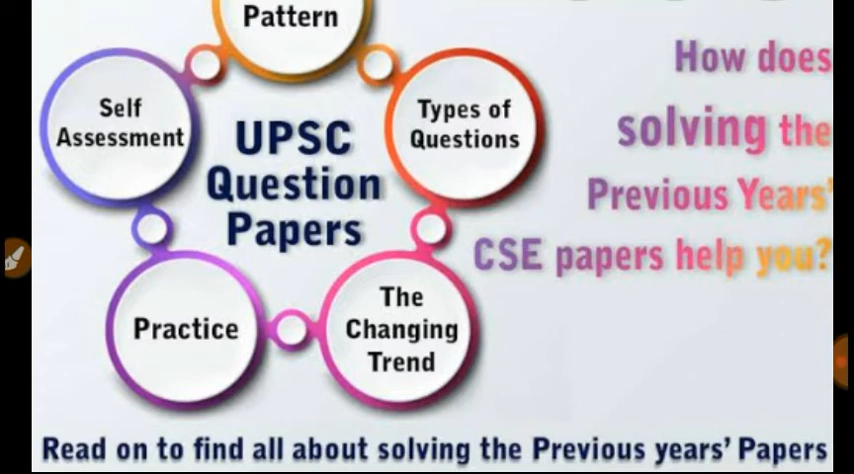 Pattern
Self
Assessment
Types of
Questions
UPSC
Question
Papers
Practice
The
Changing
Trend
How does
solving the
Previous Years'
CSE papers help you?
Read on to find all about solving the Previous years' Papers